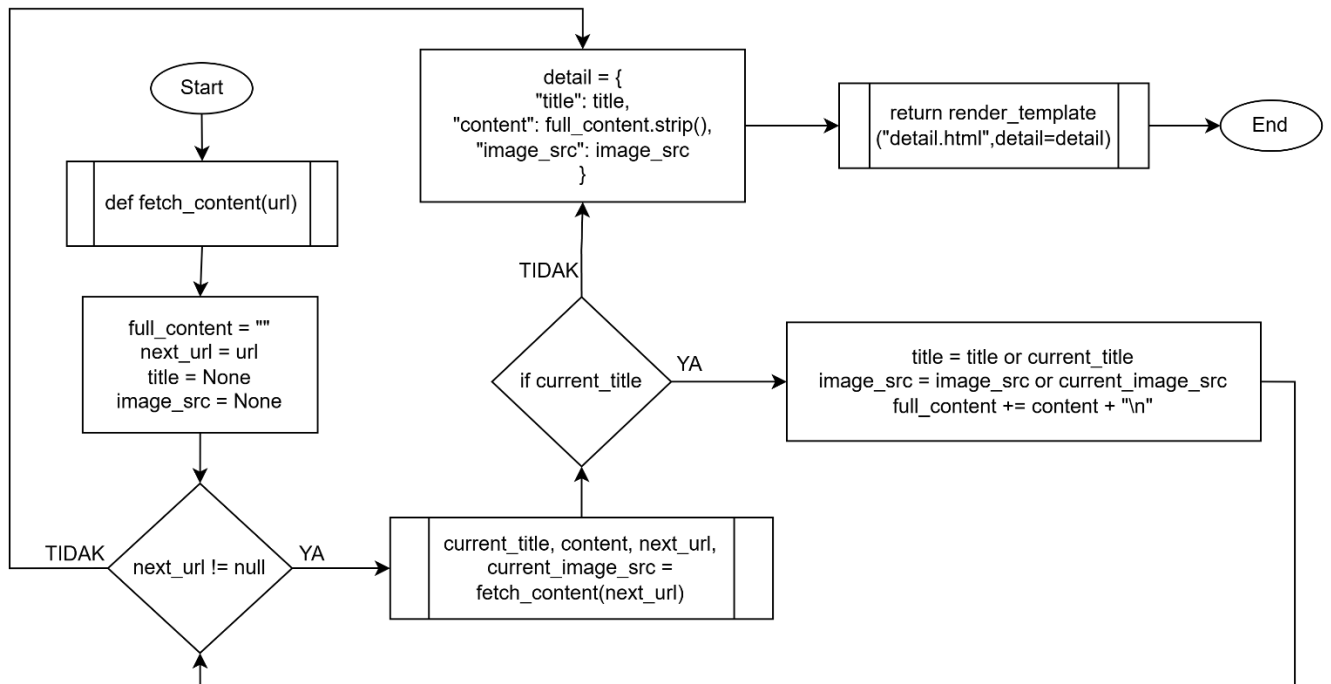 Start
def fetch_content(url)
full_content = ""
next_url = url
title = None
image_src = None
next_url != null
TIDAK
YA
current_title, content, next_url,
current_image_src =
fetch_content(next_url)
if current_title
TIDAK
YA
title = title or current_title
image_src = image_src or current_image_src
full_content += content + "\n"
detail = {
"title": title,
"content": full_content.strip(),
"image_src": image_src
}
return render_template
("detail.html",detail=detail)
End